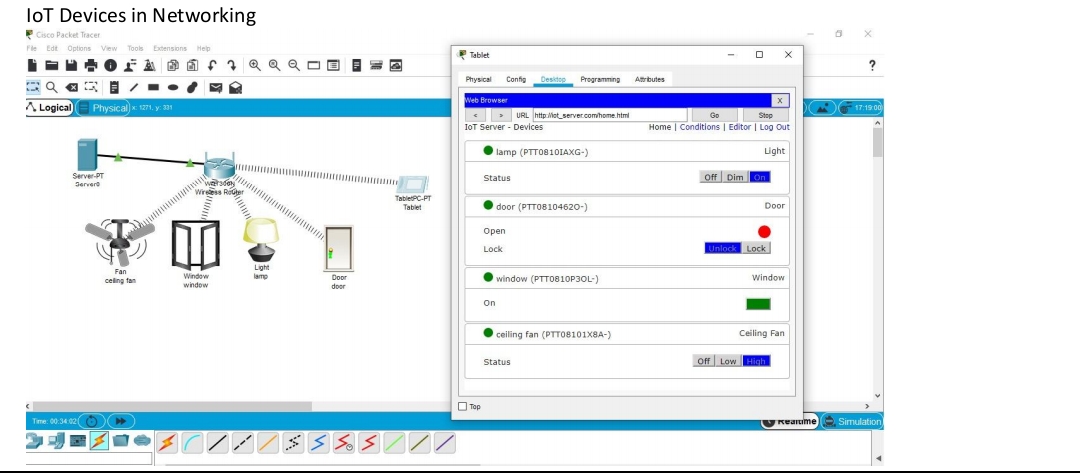 IoT Devices in Networking
Cisco Packet Tracer
File Edit Options View Tools Extensions Help
Logical Physical x: 1271, y: 331
17:19:00
Server-PT
Server0
Wireless Router
TabletPC-PT
Tablet
Fan
ceiling fan
Window
window
Light
lamp
Door
door
Tablet
Physical Config Desktop Programming Attributes
Web Browser X
< > URL http://iot_server.com/home.html Go Stop
IoT Server - Devices Home | Conditions | Editor | Log Out
lamp (PTT0810IAXG-) Light
Status Off Dim On
door (PTT0810462O-) Door
Open
Lock Unlock Lock
window (PTT0810P3OL-) Window
On
ceiling fan (PTT08101X8A-) Ceiling Fan
Status Off Low High
Top
Time: 00:34:02
Realtime Simulation